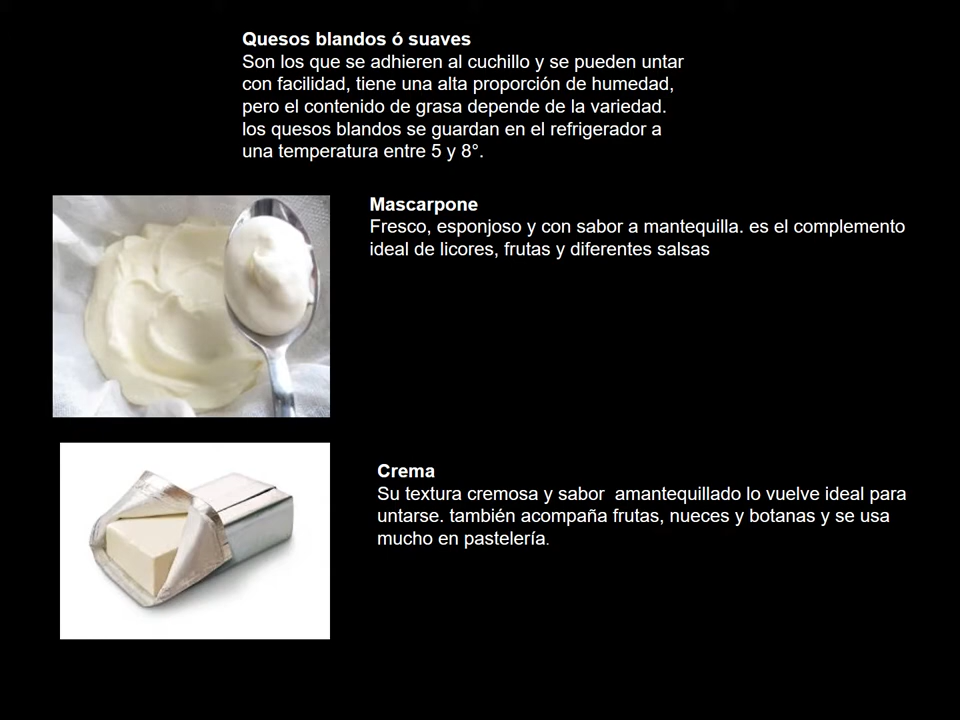 Quesos blandos ó suaves
Son los que se adhieren al cuchillo y se pueden untar
con facilidad, tiene una alta proporción de humedad,
pero el contenido de grasa depende de la variedad.
los quesos blandos se guardan en el refrigerador a
una temperatura entre 5 y 8°.
Mascarpone
Fresco, esponjoso y con sabor a mantequilla. es el complemento
ideal de licores, frutas y diferentes salsas
Crema
Su textura cremosa y sabor  amantequillado lo vuelve ideal para
untarse. también acompaña frutas, nueces y botanas y se usa
mucho en pastelería.